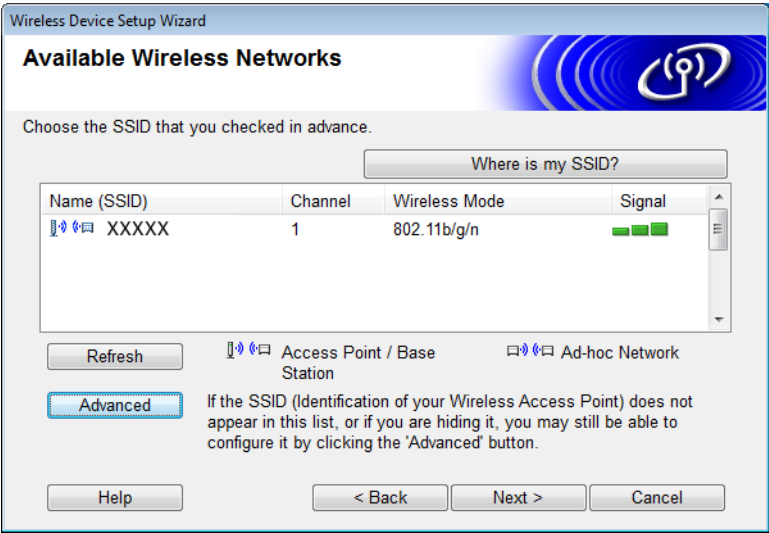 Wireless Device Setup Wizard
Available Wireless Networks
Choose the SSID that you checked in advance.
Where is my SSID?
Name (SSID) Channel Wireless Mode Signal
XXXXX 1 802.11b/g/n
Refresh
Access Point / Base
Station
Ad-hoc Network
Advanced
If the SSID (Identification of your Wireless Access Point) does not
appear in this list, or if you are hiding it, you may still be able to
configure it by clicking the 'Advanced' button.
Help < Back Next > Cancel